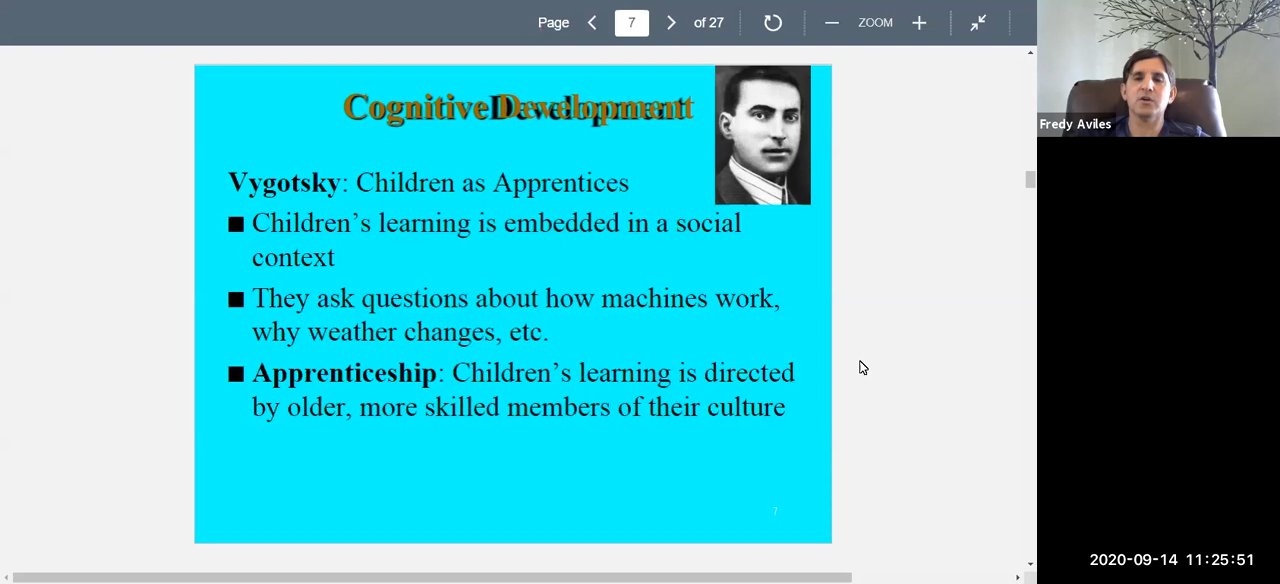 Page 7 of 27 ZOOM
Fredy Aviles
Cognitive Development
Vygotsky: Children as Apprentices
■ Children’s learning is embedded in a social
context
■ They ask questions about how machines work,
why weather changes, etc.
■ Apprenticeship: Children’s learning is directed
by older, more skilled members of their culture
7
2020-09-14 11:25:51